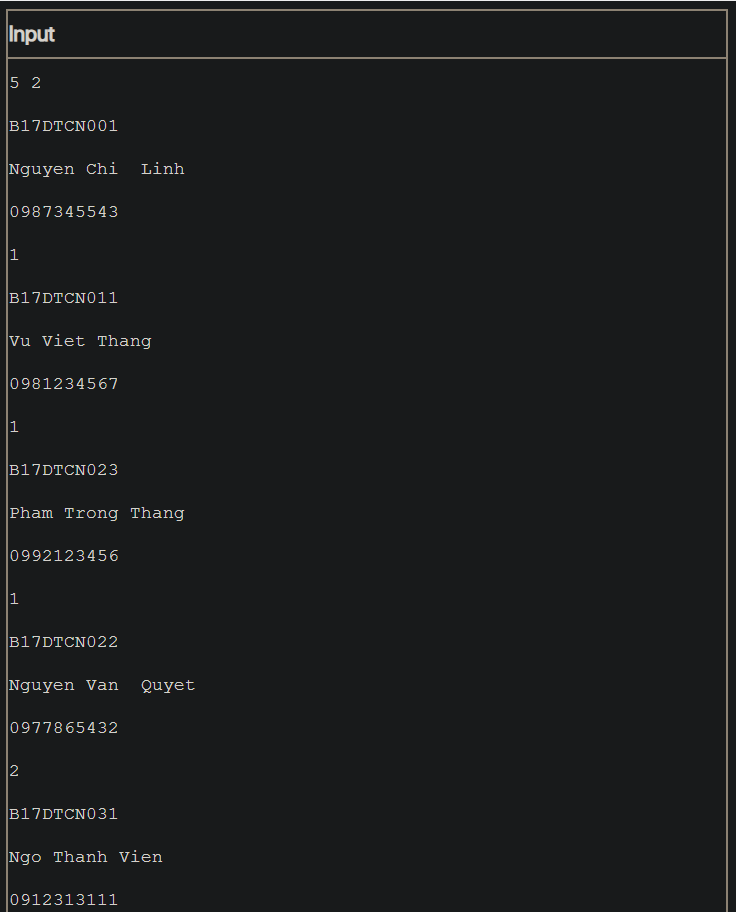 Input
5 2
B17DTCN001
Nguyen Chi  Linh
0987345543
1
B17DTCN011
Vu Viet Thang
0981234567
1
B17DTCN023
Pham Trong Thang
0992123456
1
B17DTCN022
Nguyen Van  Quyet
0977865432
2
B17DTCN031
Ngo Thanh Vien
0912313111